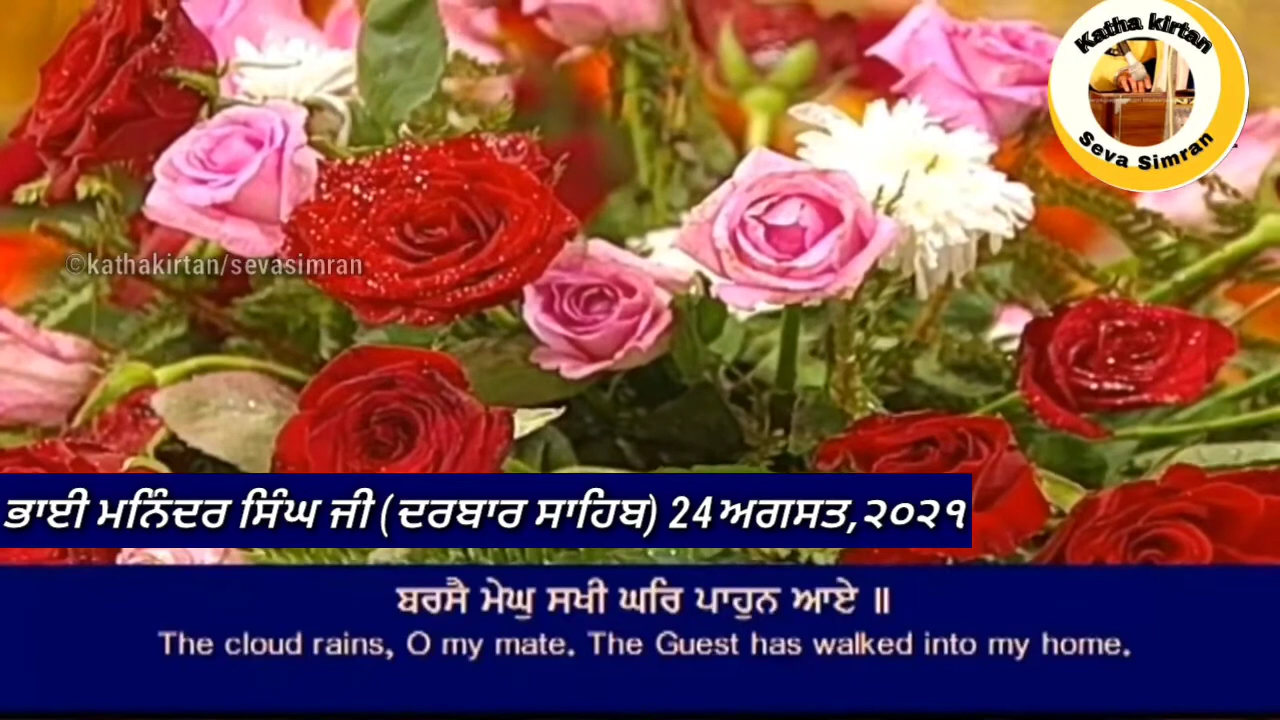 Katha kirtan
Seva Simran
©kathakirtan/sevasimran
ਭਾਈ ਮਨਿੰਦਰ ਸਿੰਘ ਜੀ (ਦਰਬਾਰ ਸਾਹਿਬ) 24 ਅਗਸਤ,੨੦੨੧
ਬਰਸੈ ਮੇਘੁ ਸਖੀ ਘਰਿ ਪਾਹੁਨ ਆਏ ॥
The cloud rains, O my mate. The Guest has walked into my home.